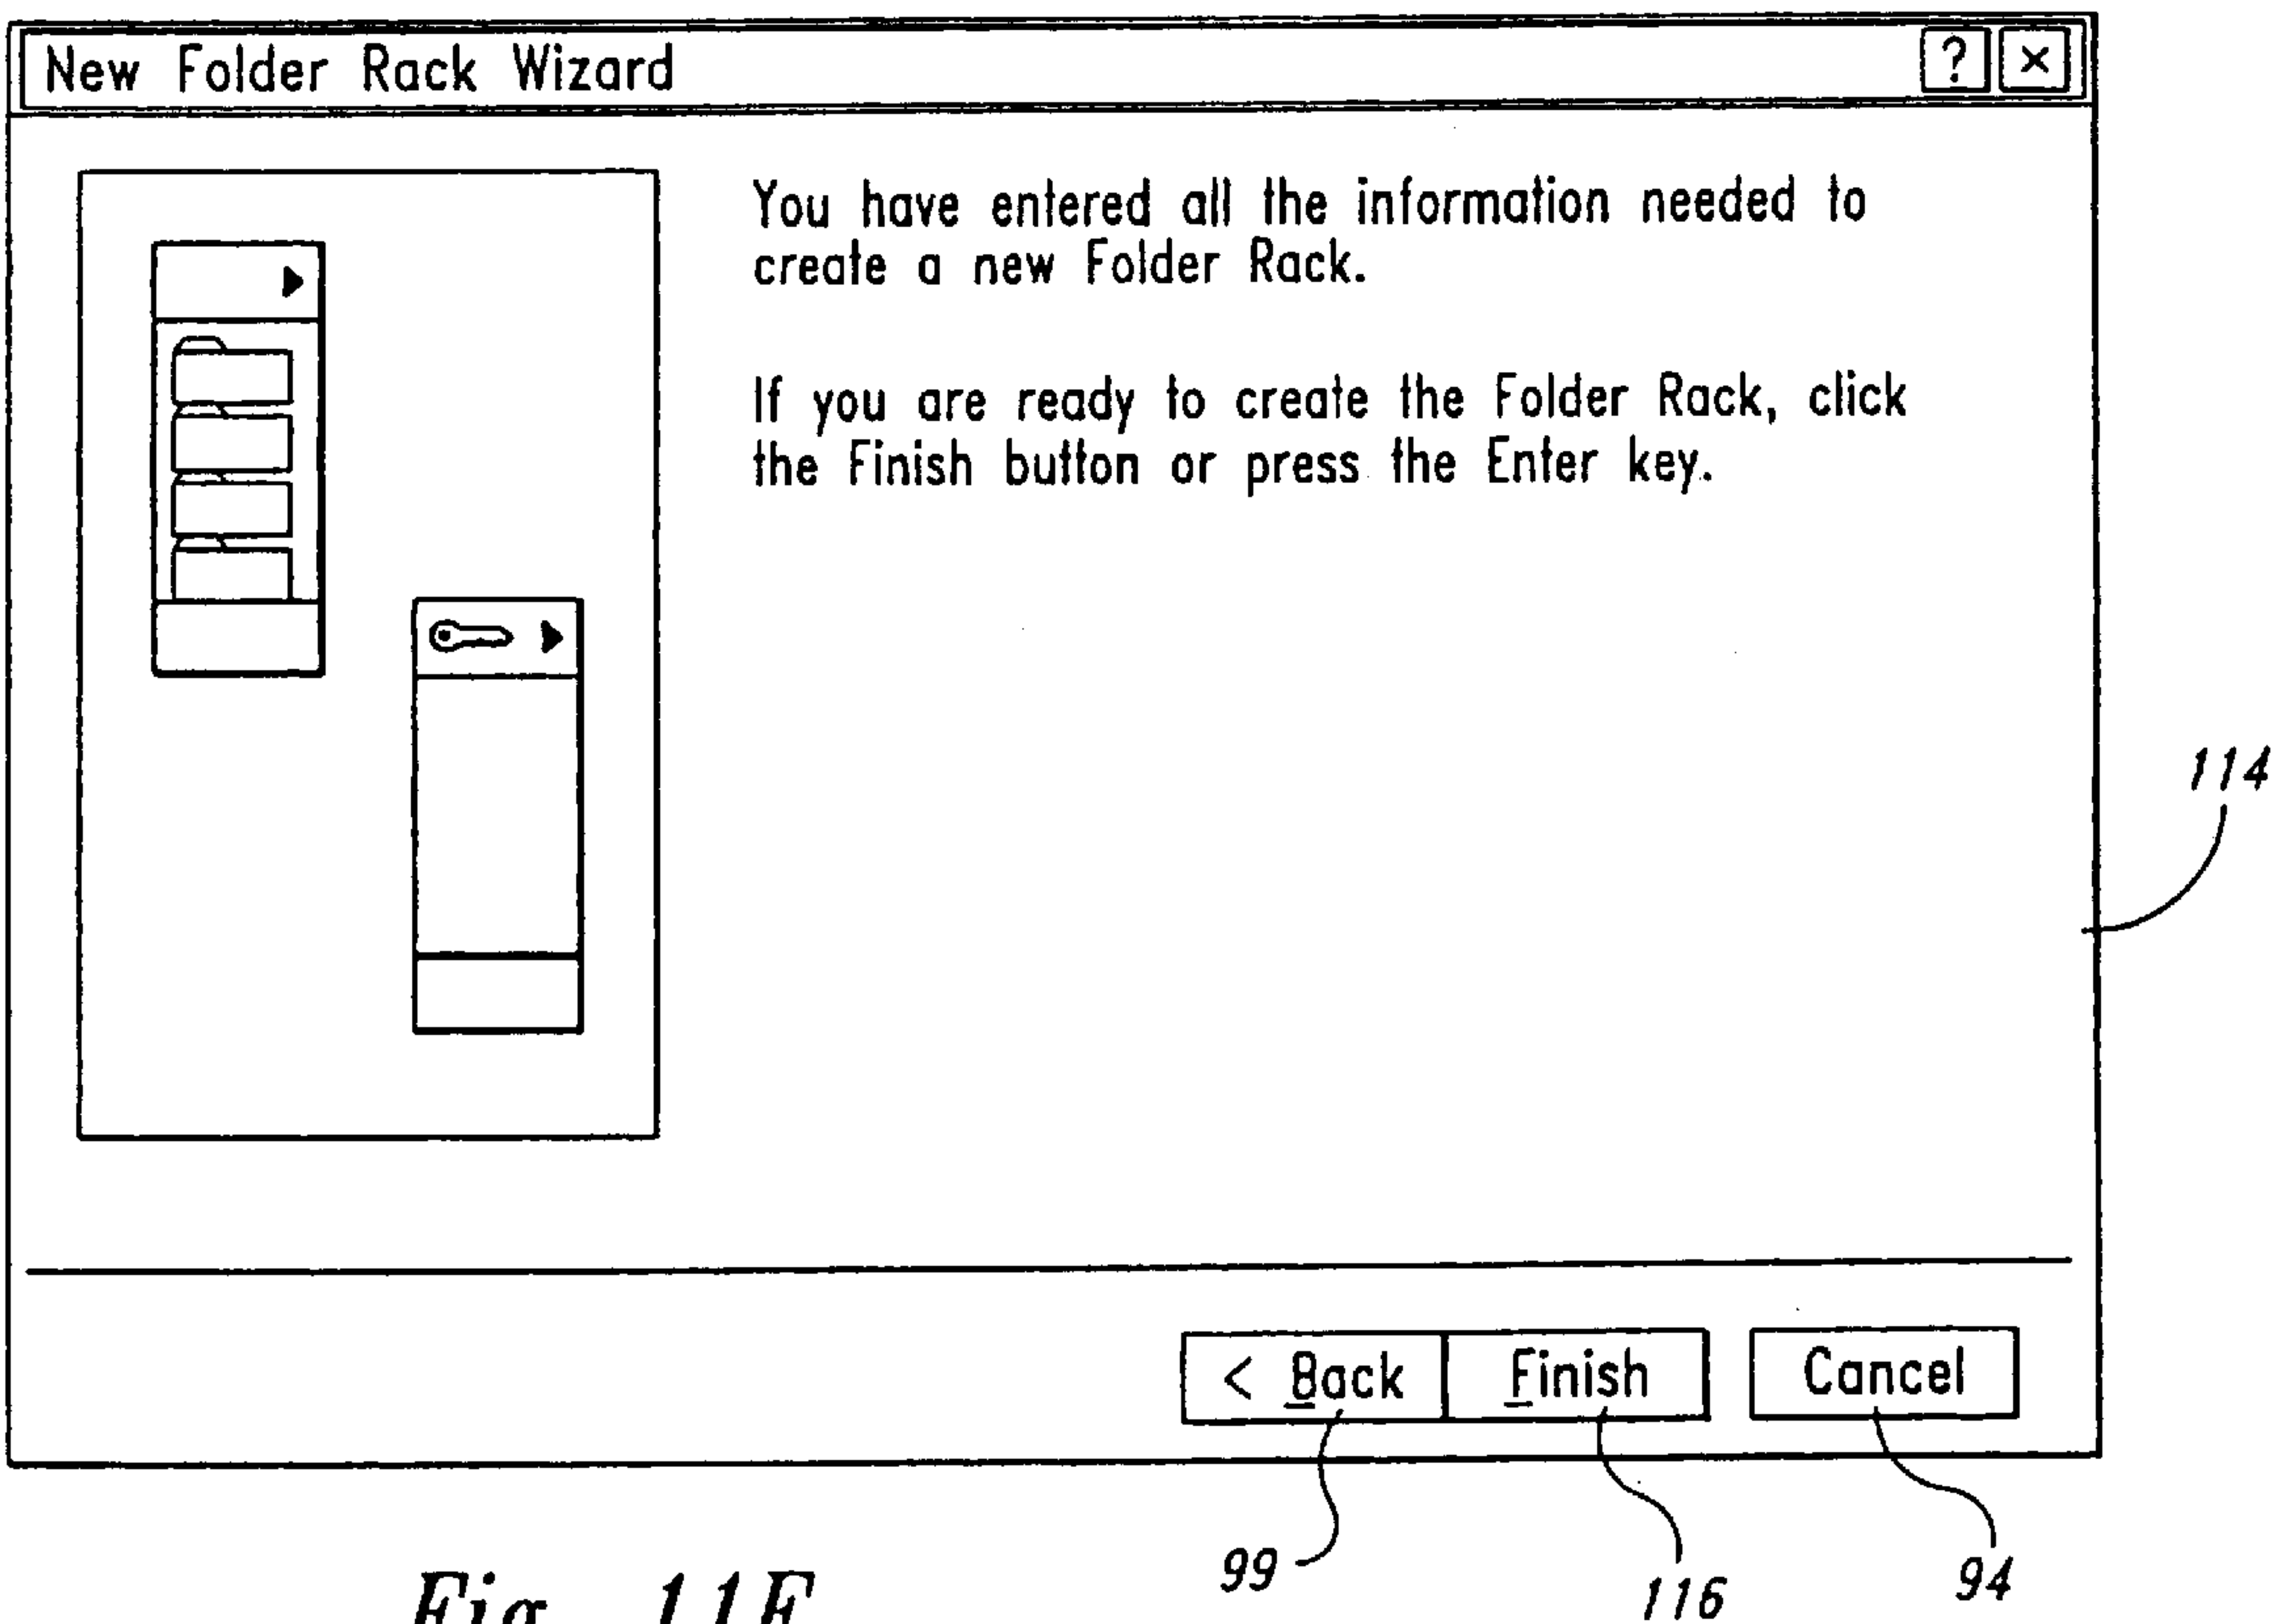 New Folder Rack Wizard ? ×
You have entered all the information needed to
create a new Folder Rack.
If you are ready to create the Folder Rack, click
the Finish button or press the Enter key.
114
< Back Finish Cancel
99 116 94
Fig.